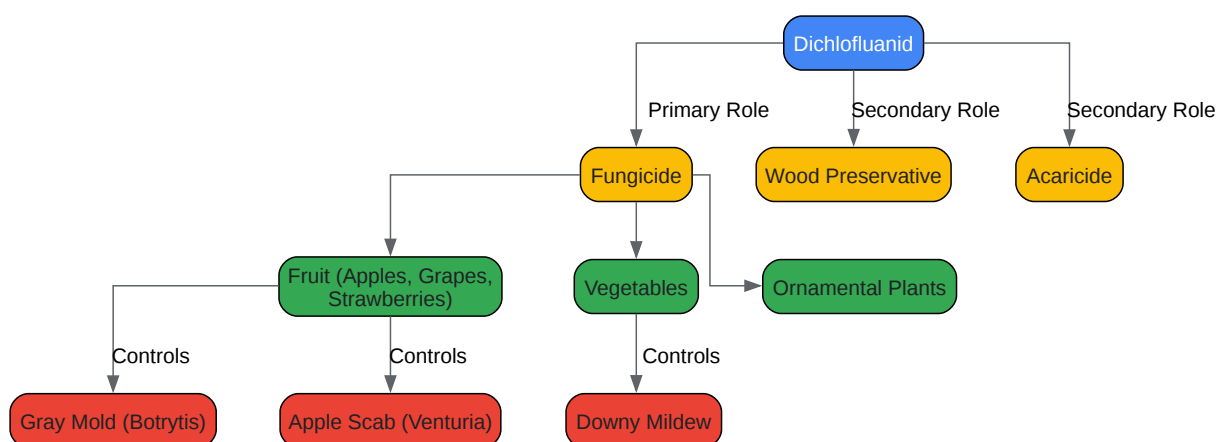 Dichlofluanid
Primary Role
Secondary Role
Secondary Role
Fungicide
Wood Preservative
Acaricide
Fruit (Apples, Grapes,
Strawberries)
Vegetables
Ornamental Plants
Controls
Controls
Controls
Gray Mold (Botrytis)
Apple Scab (Venturia)
Downy Mildew